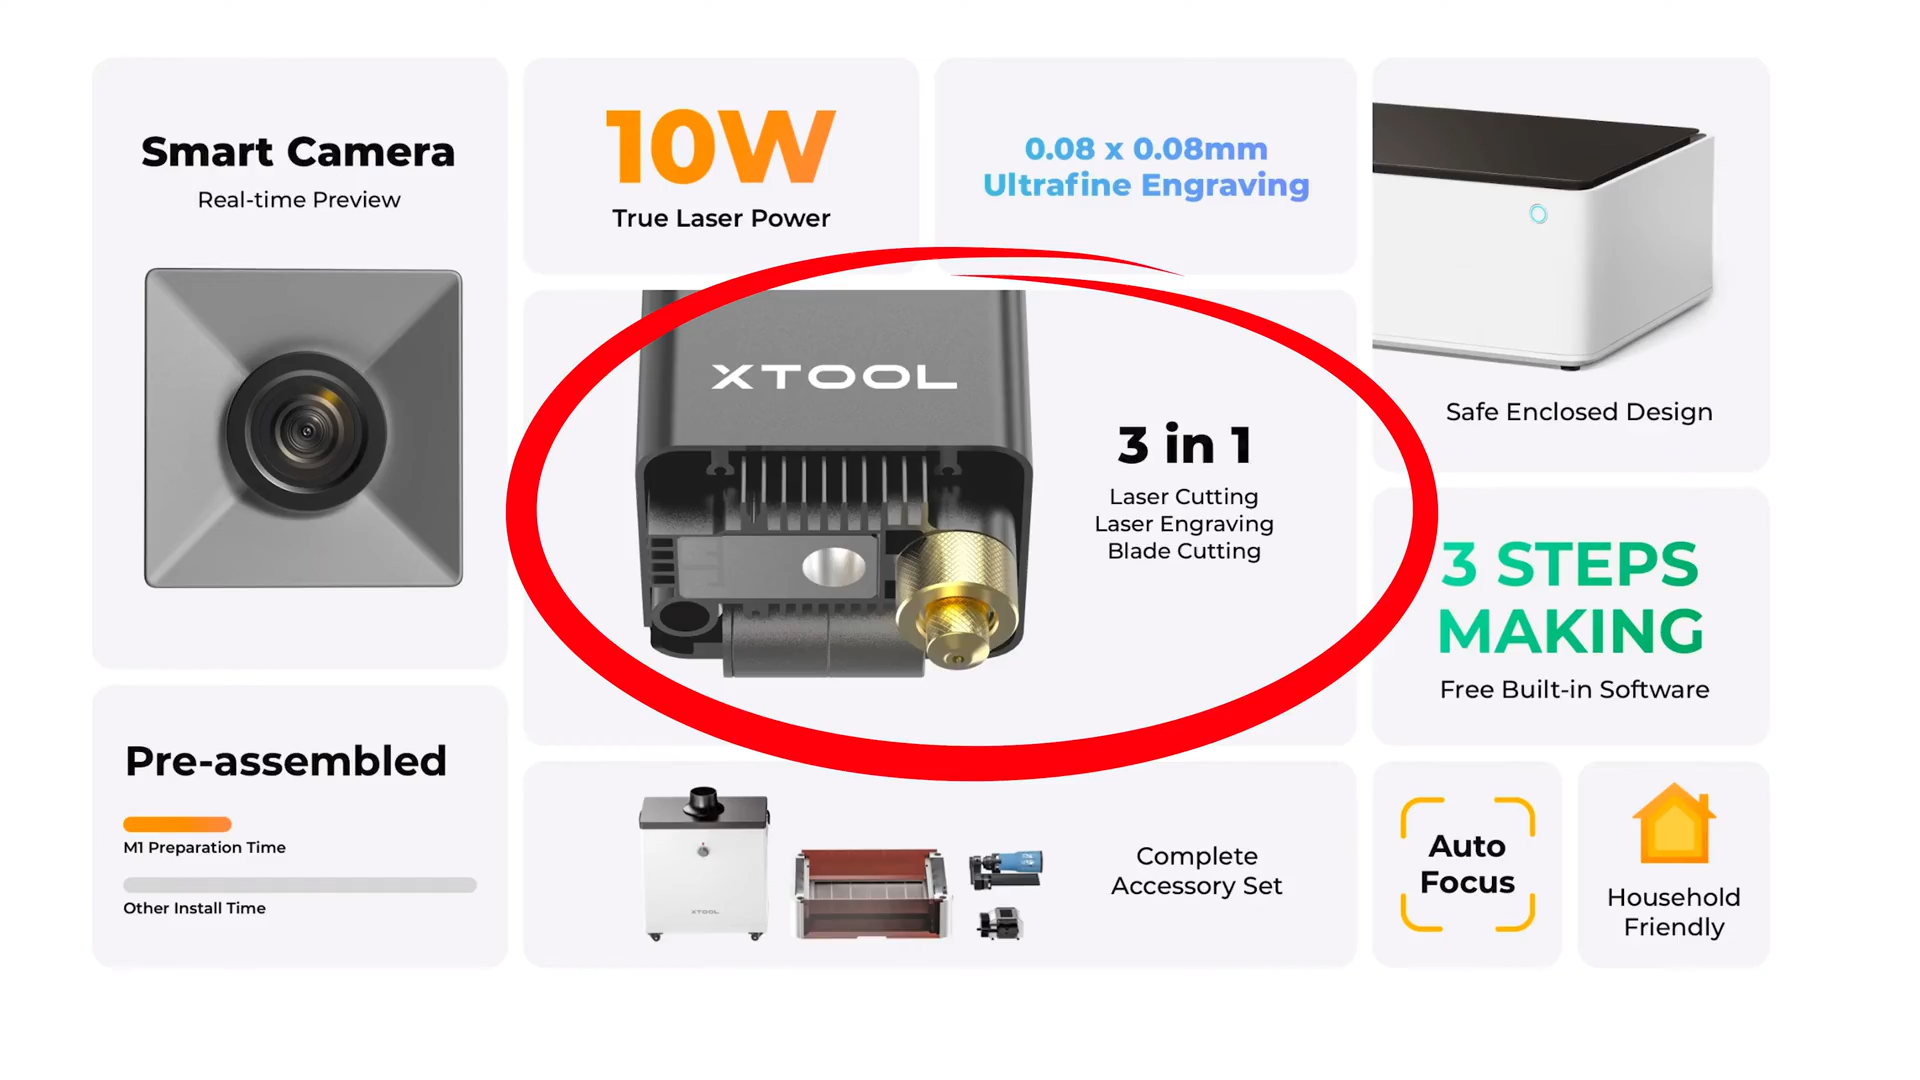 Smart Camera
Real-time Preview
10W
True Laser Power
0.08 x 0.08mm
Ultrafine Engraving
Safe Enclosed Design
XTOOL
3 in 1
Laser Cutting
Laser Engraving
Blade Cutting
3 STEPS
MAKING
Free Built-in Software
Pre-assembled
M1 Preparation Time
Other Install Time
XTOOL
Complete
Accessory Set
Auto
Focus
Household
Friendly